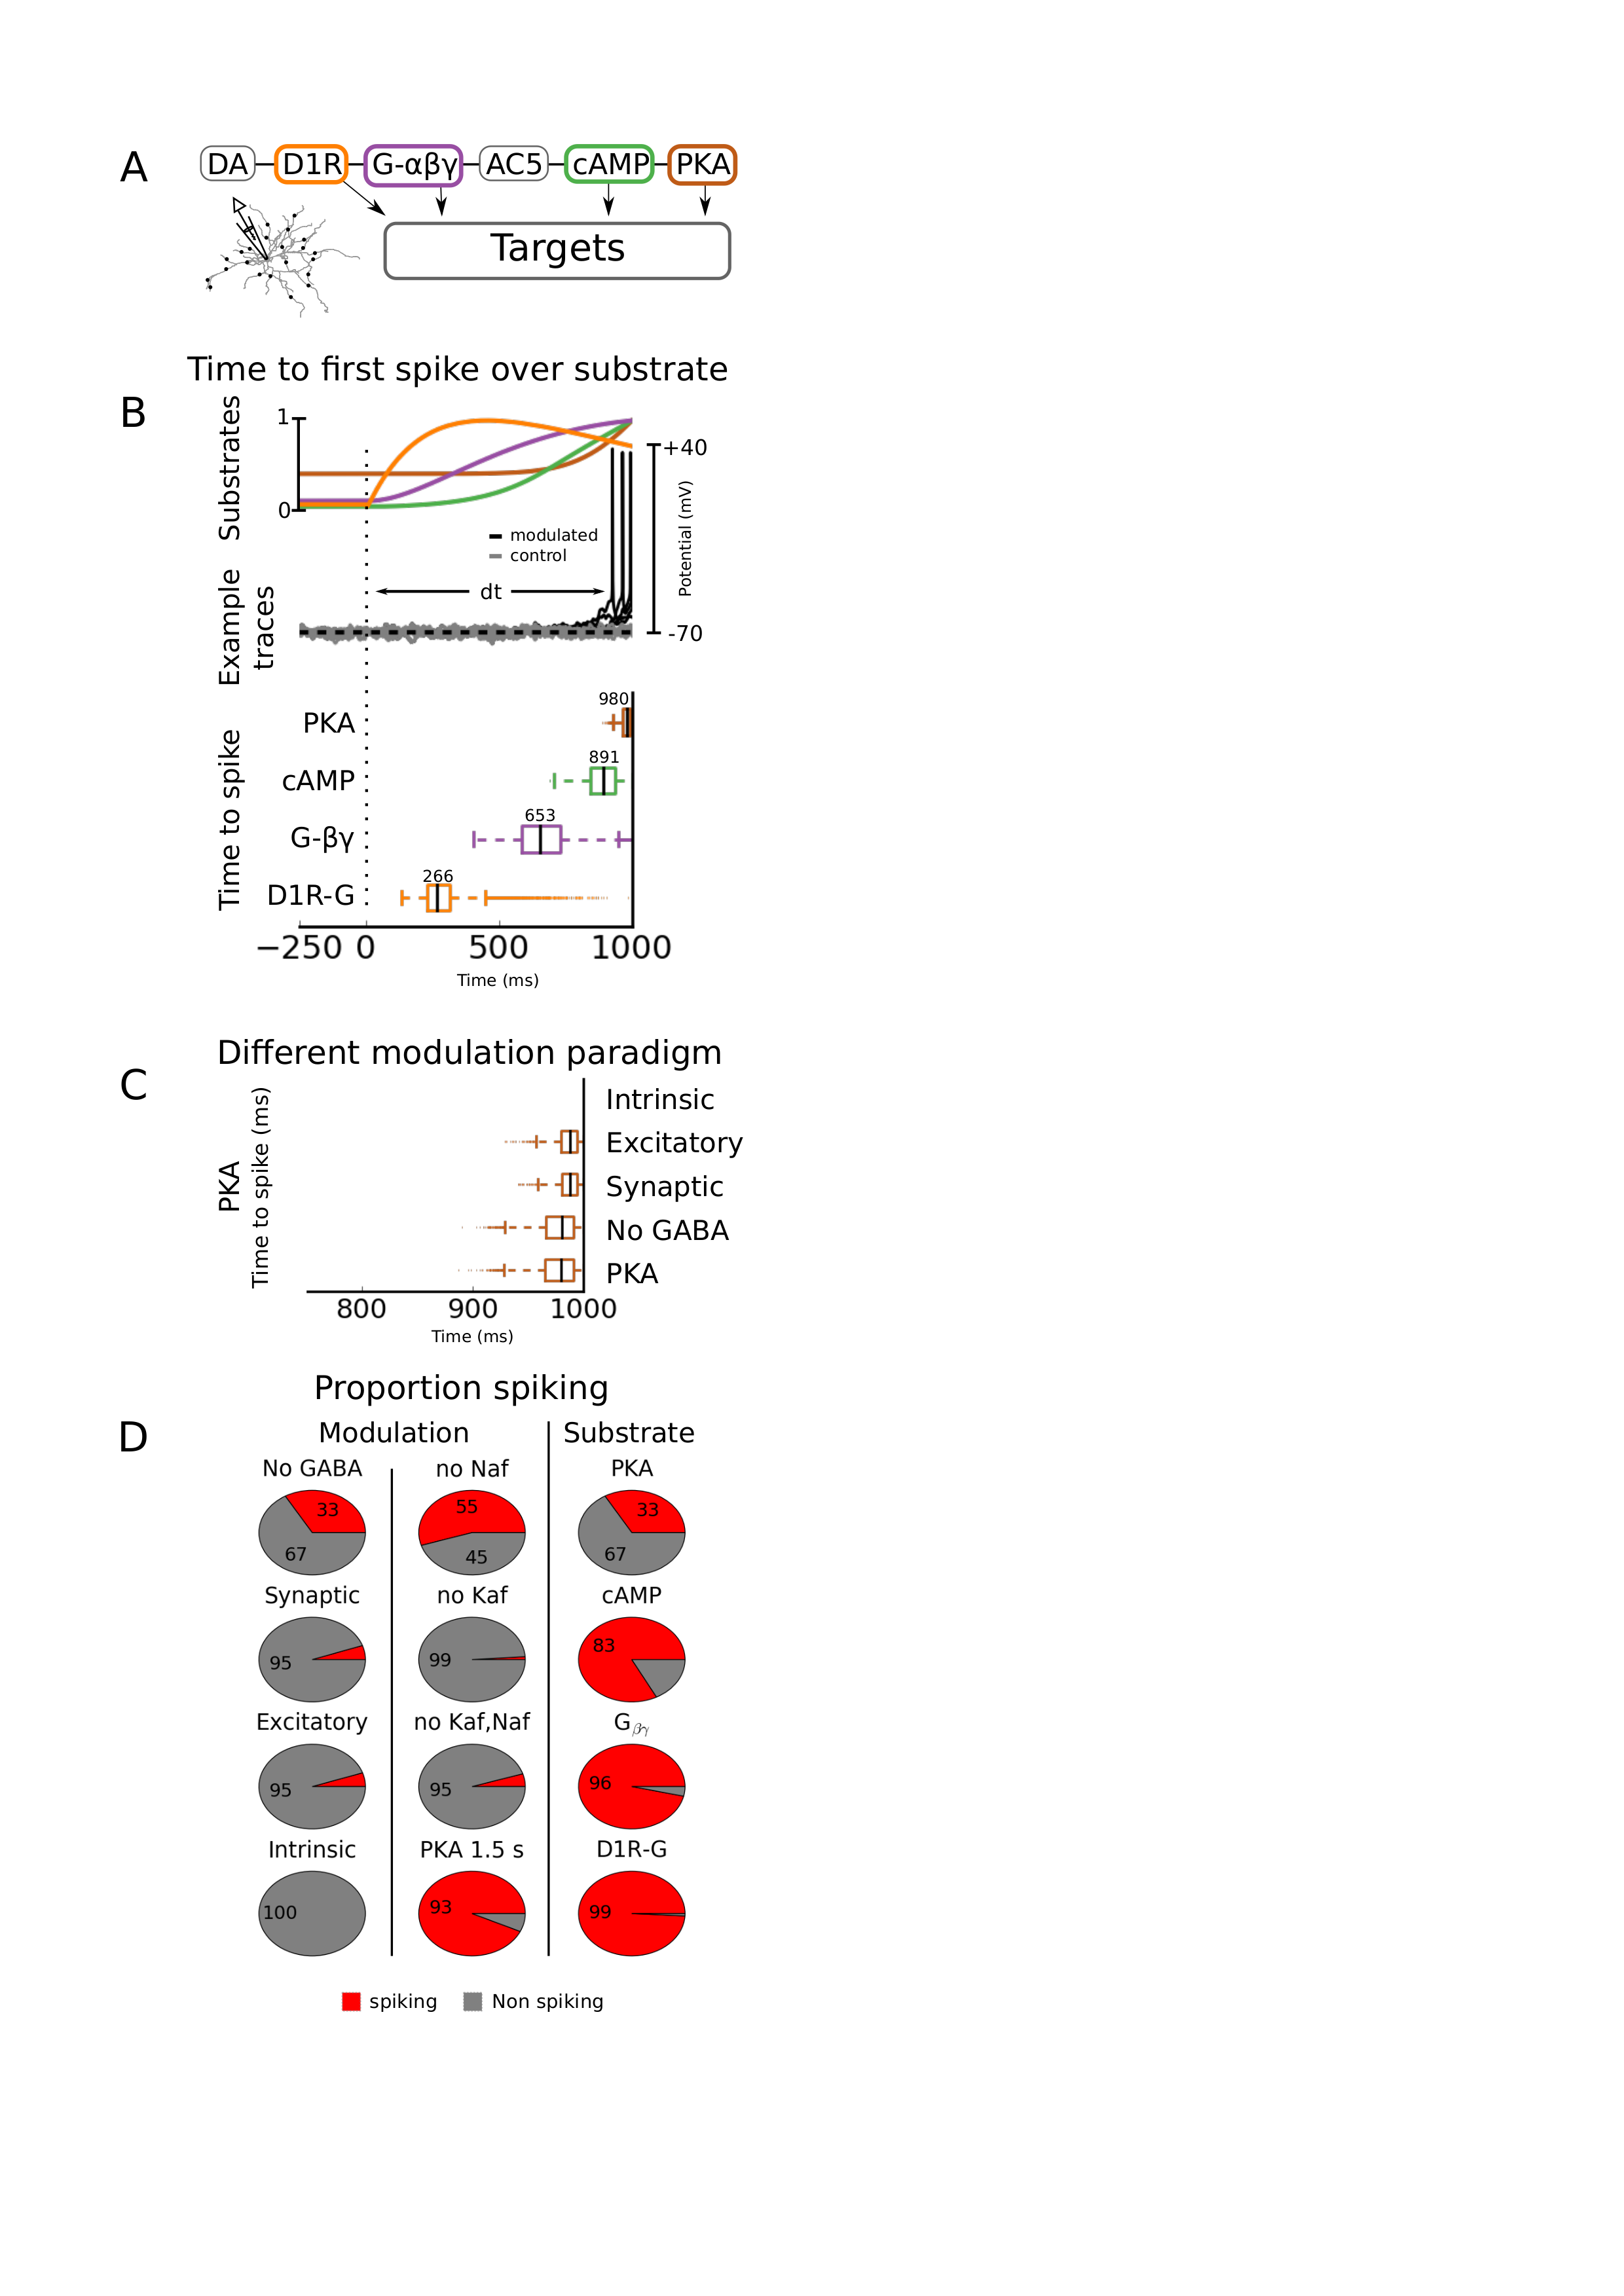 A
DA D1R G-αβγ AC5 cAMP PKA
Targets
Time to first spike over substrate
B
Substrates
1
0
+40
-70
Potential (mV)
modulated
control
dt
Example
traces
Time to spike
PKA
980
cAMP
891
G-βγ
653
D1R-G
266
−250 0 500 1000
Time (ms)
Different modulation paradigm
C
PKA
Time to spike (ms)
Intrinsic
Excitatory
Synaptic
No GABA
PKA
800 900 1000
Time (ms)
Proportion spiking
D
Modulation Substrate
No GABA no Naf PKA
33 55 33
67 45 67
Synaptic no Kaf cAMP
95 99 83
Excitatory no Kaf,Naf Gβγ
95 95 96
Intrinsic PKA 1.5 s D1R-G
100 93 99
spiking Non spiking